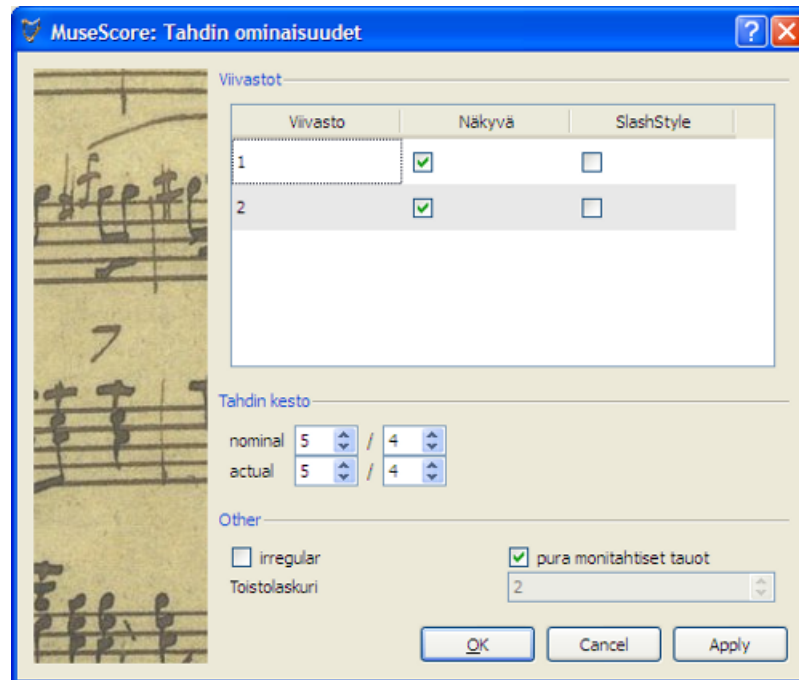 MuseScore: Tahdin ominaisuudet
Viivastot
Viivasto Näkyvä SlashStyle
1
2
7
Tahdin kesto
nominal 5 / 4
actual 5 / 4
Other
irregular pura monitahtiset tauot
Toistolaskuri 2
OK Cancel Apply